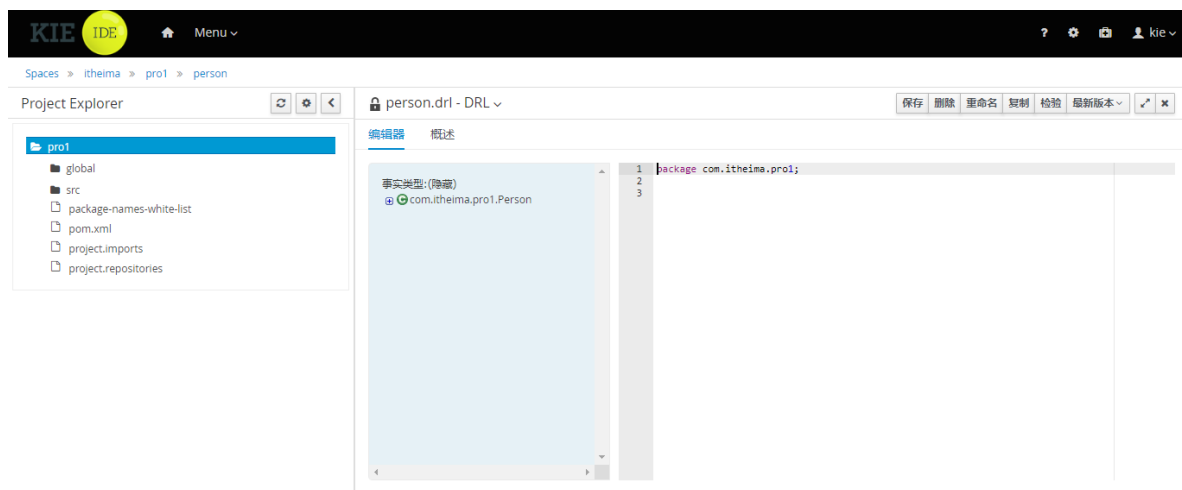 KIE IDE Menu ? kie
Spaces » itheima » pro1 » person
Project Explorer
person.drl - DRL
保存 删除 重命名 复制 检验 最新版本
编辑器 概述
pro1
global
src
package-names-white-list
pom.xml
project.imports
project.repositories
事实类型:(隐藏)
C com.itheima.pro1.Person
1 package com.itheima.pro1;
2
3